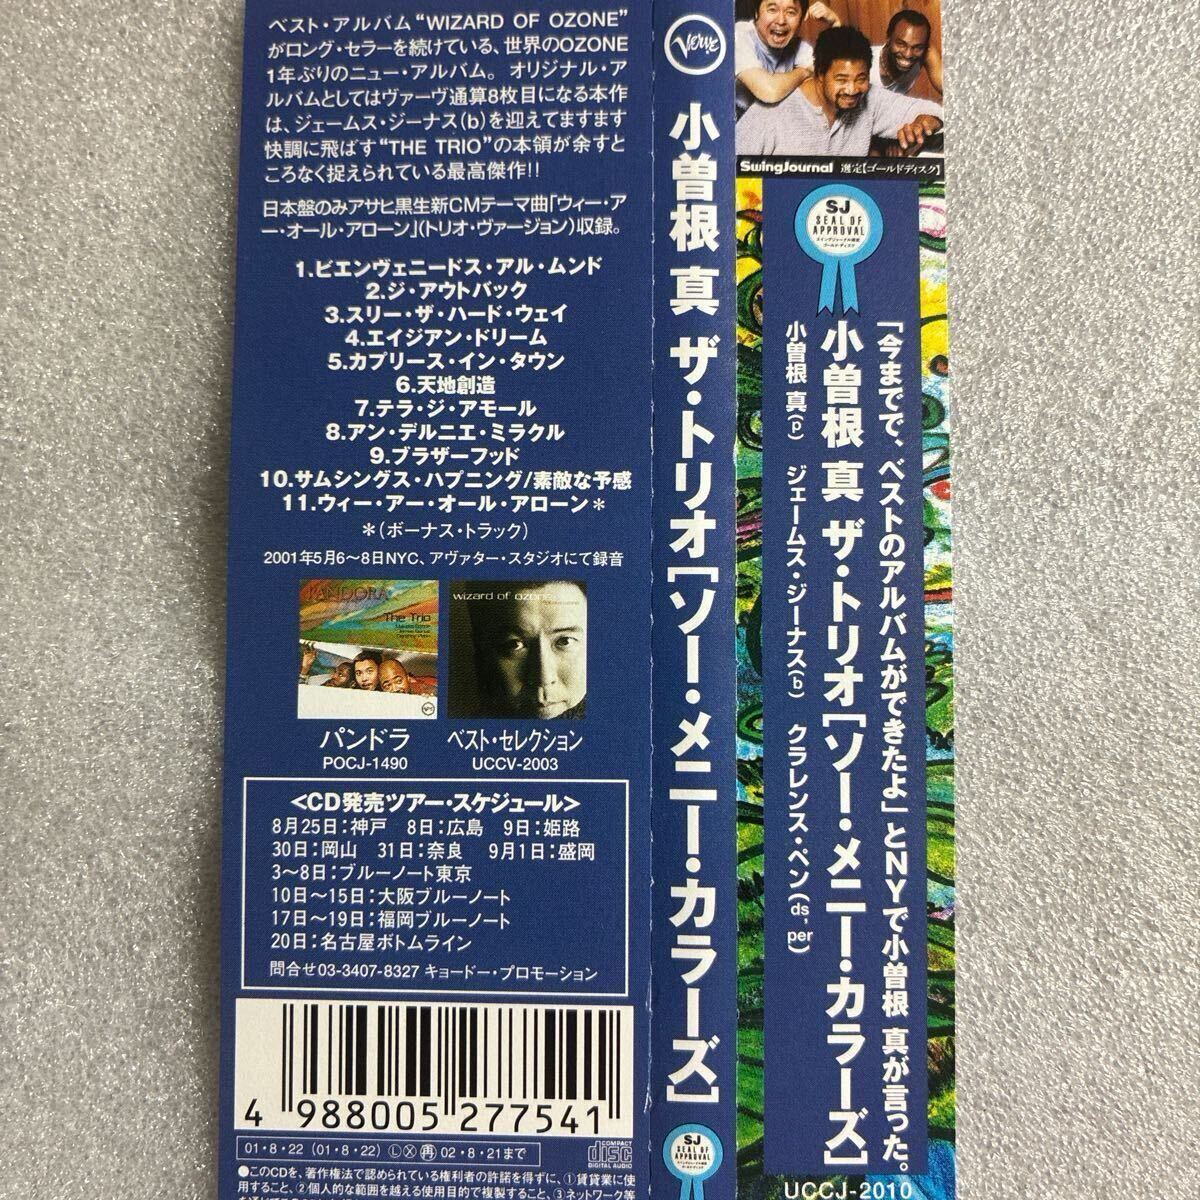 ベスト・アルバム“WIZARD OF OZONE”
がロング・セラーを続けている、世界のOZONE
1年ぶりのニュー・アルバム。オリジナル・ア
ルバムとしてはヴァーヴ通算8枚目になる本作
は、ジェームス・ジーナス(b)を迎えてますます
快調に飛ばす“THE TRIO”の本領が余すと
ころなく捉えられている最高傑作!!
日本盤のみアサヒ黒生新CMテーマ曲「ウィー・ア
ー・オール・アローン」(トリオ・ヴァージョン)収録。
1.ビエンヴェニードス・アル・ムンド
2.ジ・アウトバック
3.スリー・ザ・ハード・ウェイ
4.エイジアン・ドリーム
5.カプリース・イン・タウン
6.天地創造
7.テラ・ジ・アモール
8.アン・デルニエ・ミラクル
9.ブラザーフッド
10.サムシングス・ハプニング/素敵な予感
11.ウィー・アー・オール・アローン＊
＊(ボーナス・トラック)
2001年5月6〜8日NYC、アヴァター・スタジオにて録音
PANDORA
The Trio
wizard of ozone
パンドラ
POCJ-1490
ベスト・セレクション
UCCV-2003
<CD発売ツアー・スケジュール>
8月25日:神戸 8日:広島 9日:姫路
30日:岡山 31日:奈良 9月1日:盛岡
3〜8日:ブルーノート東京
10日〜15日:大阪ブルーノート
17日〜19日:福岡ブルーノート
20日:名古屋ボトムライン
問合せ03-3407-8327 キョードー・プロモーション
4 988005 277541
01・8・22 (01・8・22) Ⓛ Ⓧ 再 02・8・21まで
COMPACT
disc
DIGITAL AUDIO
●このCDを、著作権法で認められている権利者の許諾を得ずに、①賃貸業に使
用すること、②個人的な範囲を超える使用目的で複製すること、③ネットワーク等
Verve
小曽根 真 ザ・トリオ[ソー・メニー・カラーズ]
SJ
SEAL OF
APPROVAL
SwingJournal 選定【ゴールドディスク】
SJ
SEAL OF
APPROVAL
スイングジャーナル選定
ゴールド・ディスク
「今までで、ベストのアルバムができたよ」とNYで小曽根 真が言った。
小曽根 真 ザ・トリオ[ソー・メニー・カラーズ]
小曽根 真(p) ジェームス・ジーナス(b) クラレンス・ペン(ds, per)
UCCJ-2010